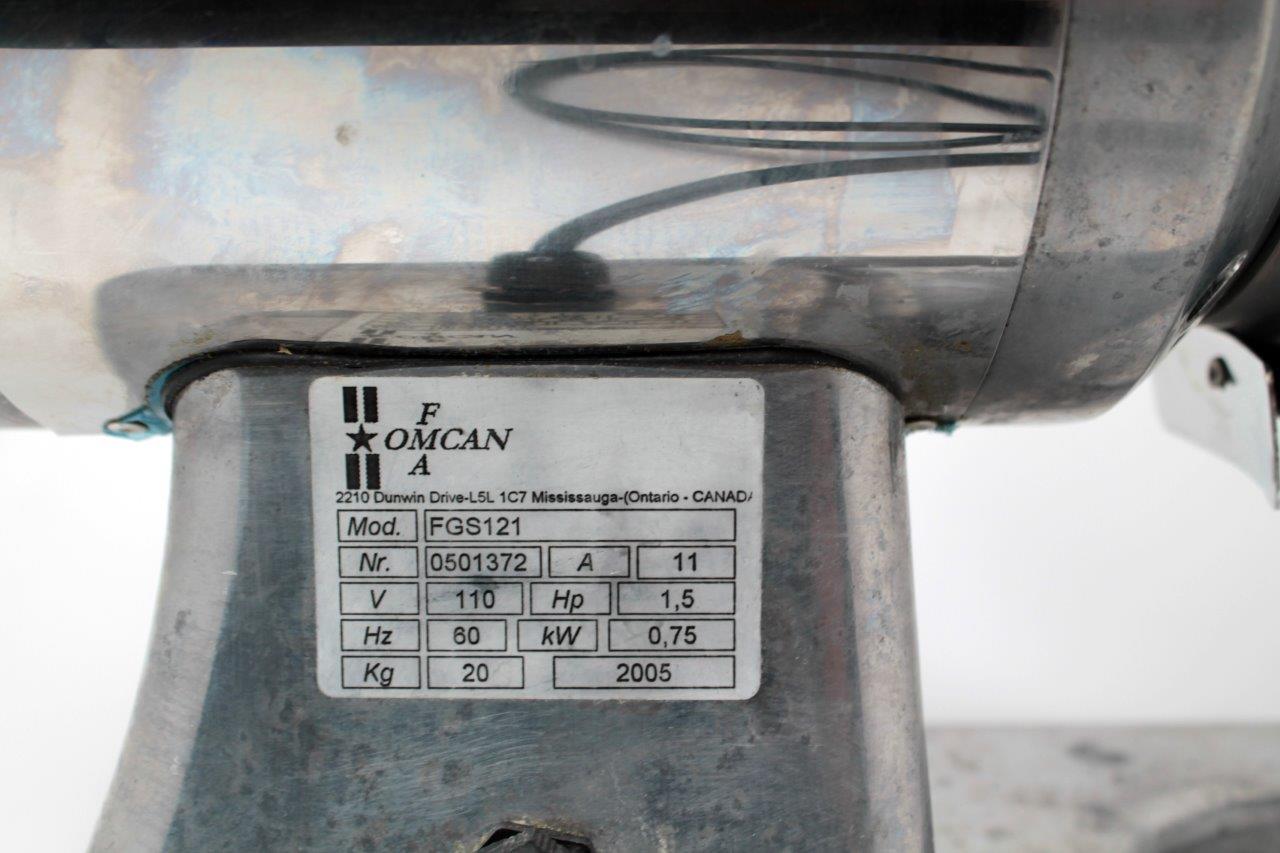 F
OMCAN
A
2210 Dunwin Drive-L5L 1C7 Mississauga-(Ontario - CANADA
Mod. FGS121
Nr. 0501372 A 11
V 110 Hp 1,5
Hz 60 kW 0,75
Kg 20 2005